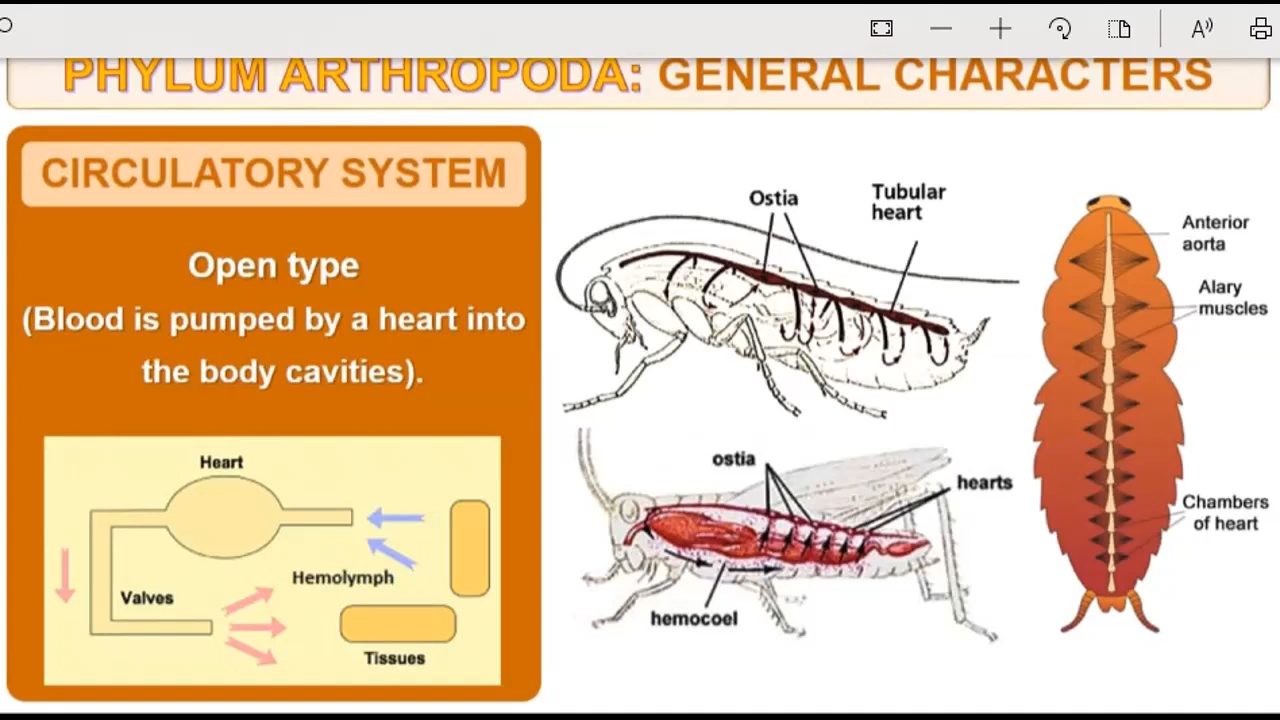 PHYLUM ARTHROPODA: GENERAL CHARACTERS
CIRCULATORY SYSTEM
Open type
(Blood is pumped by a heart into
the body cavities).
Heart
Hemolymph
Valves
Tissues
Ostia
Tubular
heart
ostia
hearts
hemocoel
Anterior
aorta
Alary
muscles
Chambers
of heart